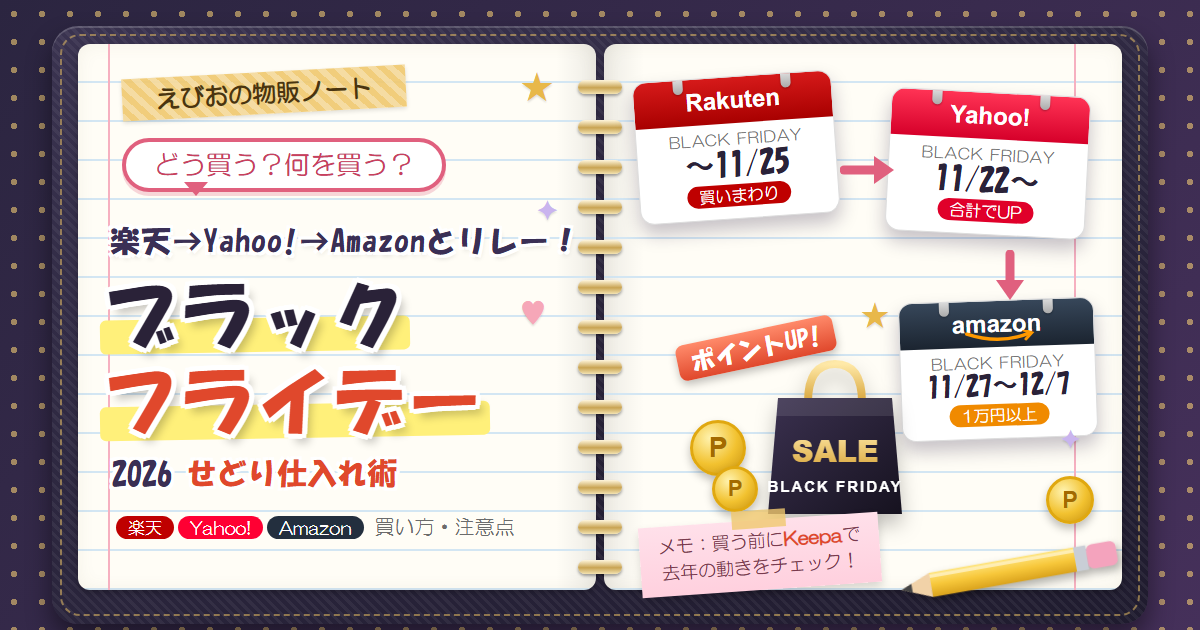 えびおの物販ノート
どう買う？何を買う？
楽天→Yahoo!→Amazonとリレー！
ブラック
フライデー
2026 せどり仕入れ術
楽天 Yahoo! Amazon 買い方・注意点
Rakuten
BLACK FRIDAY
～11/25
買いまわり
Yahoo!
BLACK FRIDAY
11/22～
合計でUP
amazon
BLACK FRIDAY
11/27～12/7
1万円以上
ポイントUP!
SALE
BLACK FRIDAY
P
P
P
メモ：買う前にKeepaで
去年の動きをチェック！